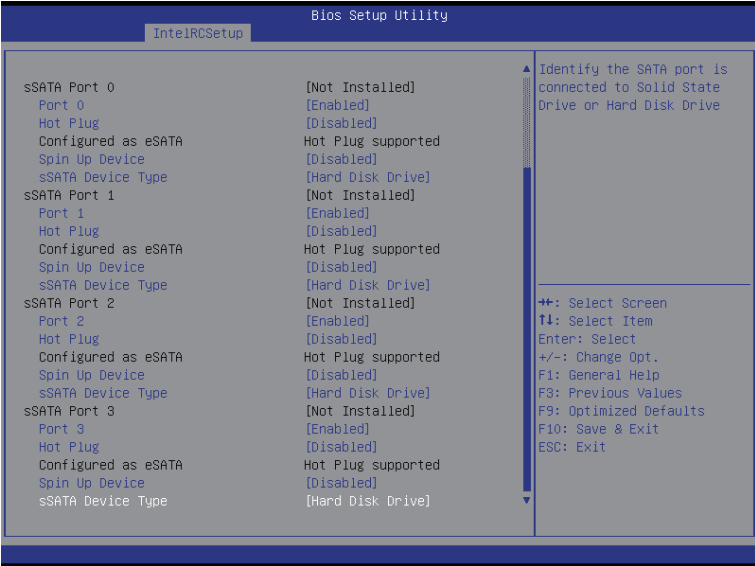 Bios Setup Utility
IntelRCSetup
sSATA Port 0 [Not Installed]
Port 0 [Enabled]
Hot Plug [Disabled]
Configured as eSATA Hot Plug supported
Spin Up Device [Disabled]
sSATA Device Type [Hard Disk Drive]
sSATA Port 1 [Not Installed]
Port 1 [Enabled]
Hot Plug [Disabled]
Configured as eSATA Hot Plug supported
Spin Up Device [Disabled]
sSATA Device Type [Hard Disk Drive]
sSATA Port 2 [Not Installed]
Port 2 [Enabled]
Hot Plug [Disabled]
Configured as eSATA Hot Plug supported
Spin Up Device [Disabled]
sSATA Device Type [Hard Disk Drive]
sSATA Port 3 [Not Installed]
Port 3 [Enabled]
Hot Plug [Disabled]
Configured as eSATA Hot Plug supported
Spin Up Device [Disabled]
sSATA Device Type [Hard Disk Drive]
Identify the SATA port is
connected to Solid State
Drive or Hard Disk Drive
→←: Select Screen
↑↓: Select Item
Enter: Select
+/-: Change Opt.
F1: General Help
F3: Previous Values
F9: Optimized Defaults
F10: Save & Exit
ESC: Exit